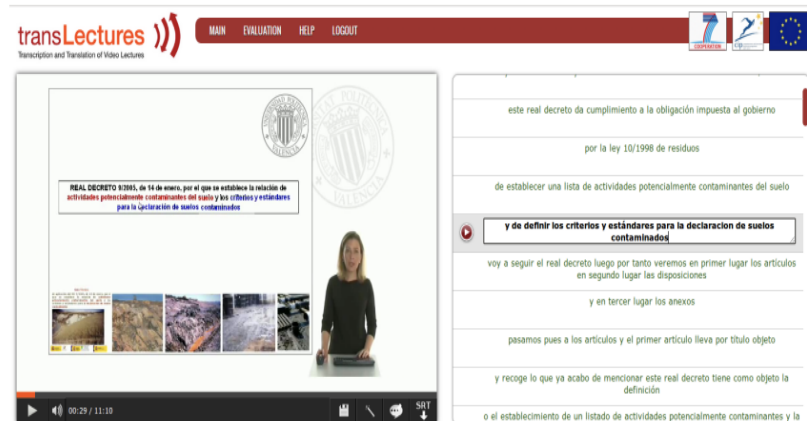 transLectures
Transcription and Translation of Video Lectures
MAIN EVALUATION HELP LOGOUT
7
COOPERATION
cip
REAL DECRETO 9/2005, de 14 de enero, por el que se establece la relación de
actividades potencialmente contaminantes del suelo y los criterios y estándares
para la declaración de suelos contaminados
00:29 / 11:10
SRT
este real decreto da cumplimiento a la obligación impuesta al gobierno
por la ley 10/1998 de residuos
de establecer una lista de actividades potencialmente contaminantes del suelo
y de definir los criterios y estándares para la declaracion de suelos
contaminados
voy a seguir el real decreto luego por tanto veremos en primer lugar los artículos
en segundo lugar las disposiciones
y en tercer lugar los anexos
pasamos pues a los artículos y el primer artículo lleva por título objeto
y recoge lo que ya acabo de mencionar este real decreto tiene como objeto la
definición
o el establecimiento de un listado de actividades potencialmente contaminantes y la